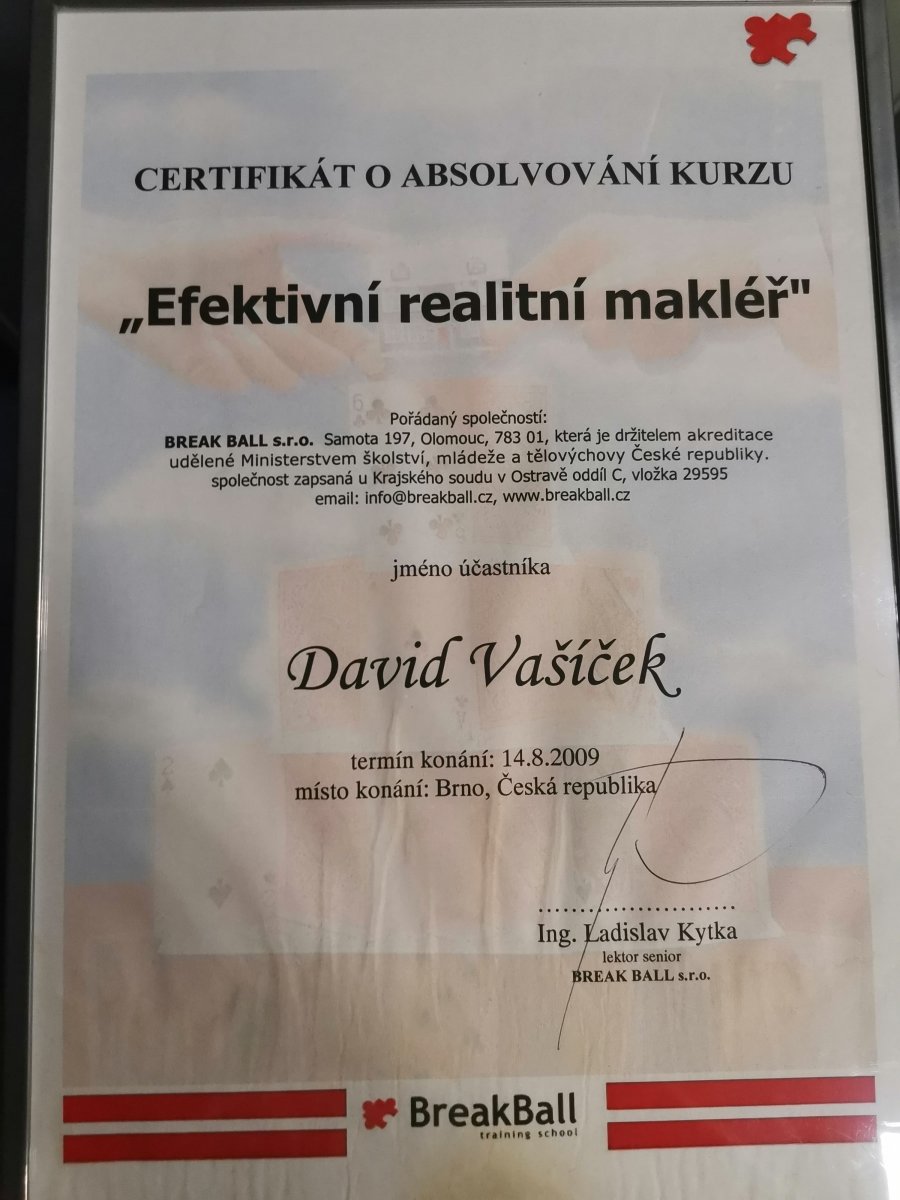 CERTIFIKÁT O ABSOLVOVÁNÍ KURZU
„Efektivní realitní makléř"
Pořádaný společností:
BREAK BALL s.r.o. Samota 197, Olomouc, 783 01, která je držitelem akreditace
udělené Ministerstvem školství, mládeže a tělovýchovy České republiky.
společnost zapsaná u Krajského soudu v Ostravě oddíl C, vložka 29595
email: info@breakball.cz, www.breakball.cz
jméno účastníka
David Vašíček
termín konání: 14.8.2009
místo konání: Brno, Česká republika
........................
Ing. Ladislav Kytka
lektor senior
BREAK BALL s.r.o.
BreakBall
training school